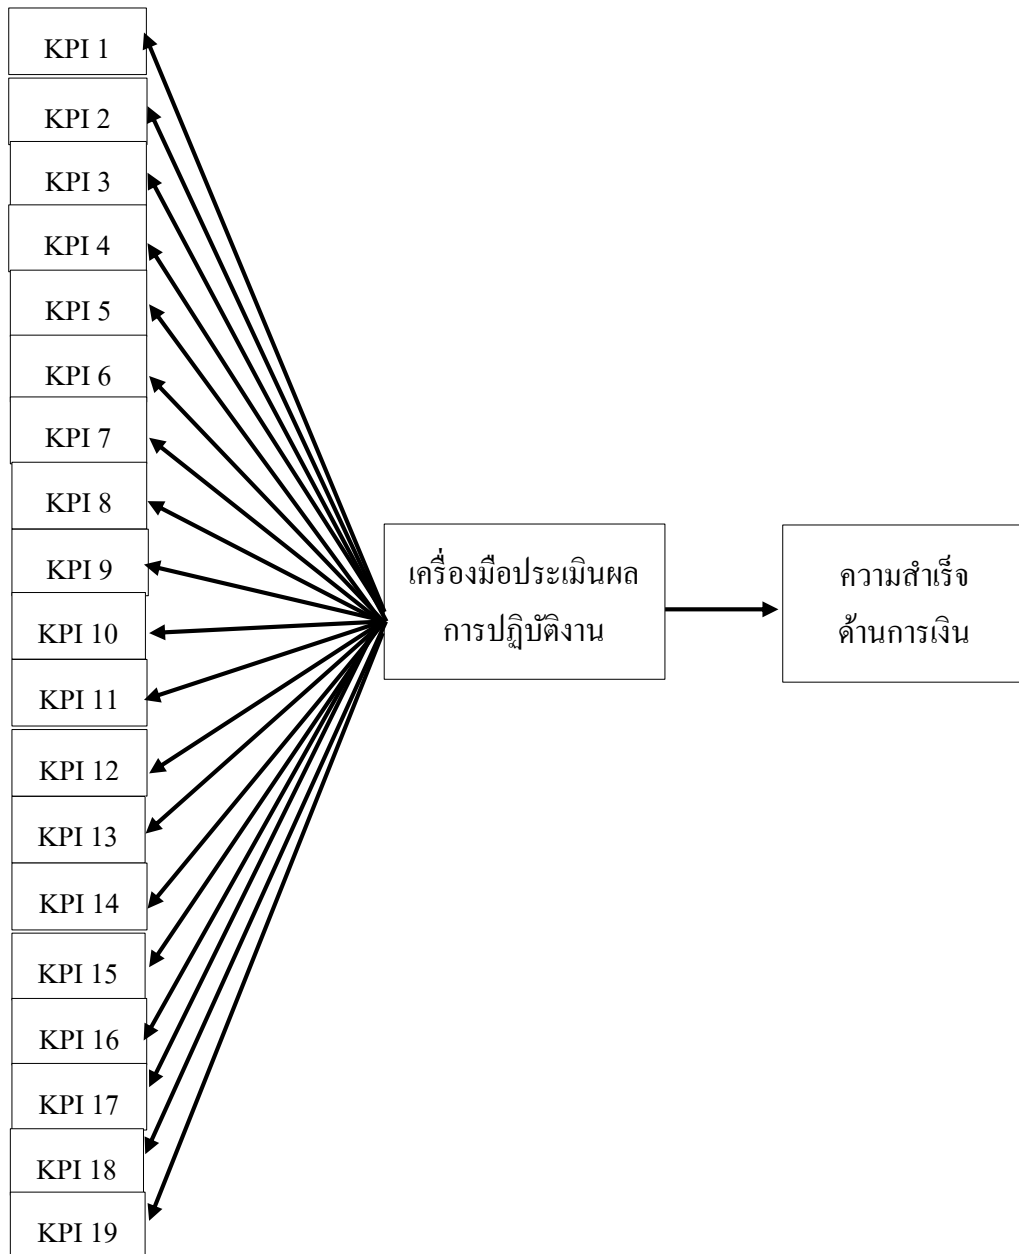 KPI 1
KPI 2
KPI 3
KPI 4
KPI 5
KPI 6
KPI 7
KPI 8
KPI 9
KPI 10
KPI 11
KPI 12
KPI 13
KPI 14
KPI 15
KPI 16
KPI 17
KPI 18
KPI 19
เครื่องมือประเมินผล
การปฏิบัติงาน
ความสำเร็จ
ด้านการเงิน